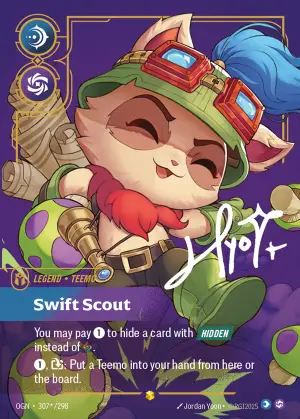 LEGEND • TEEMO
Swift Scout
You may pay 1 to hide a card with HIDDEN
instead of .
1, : Put a Teemo into your hand from here or
the board.
OGN • 307*/298
Jordan Yoon
RGI2025